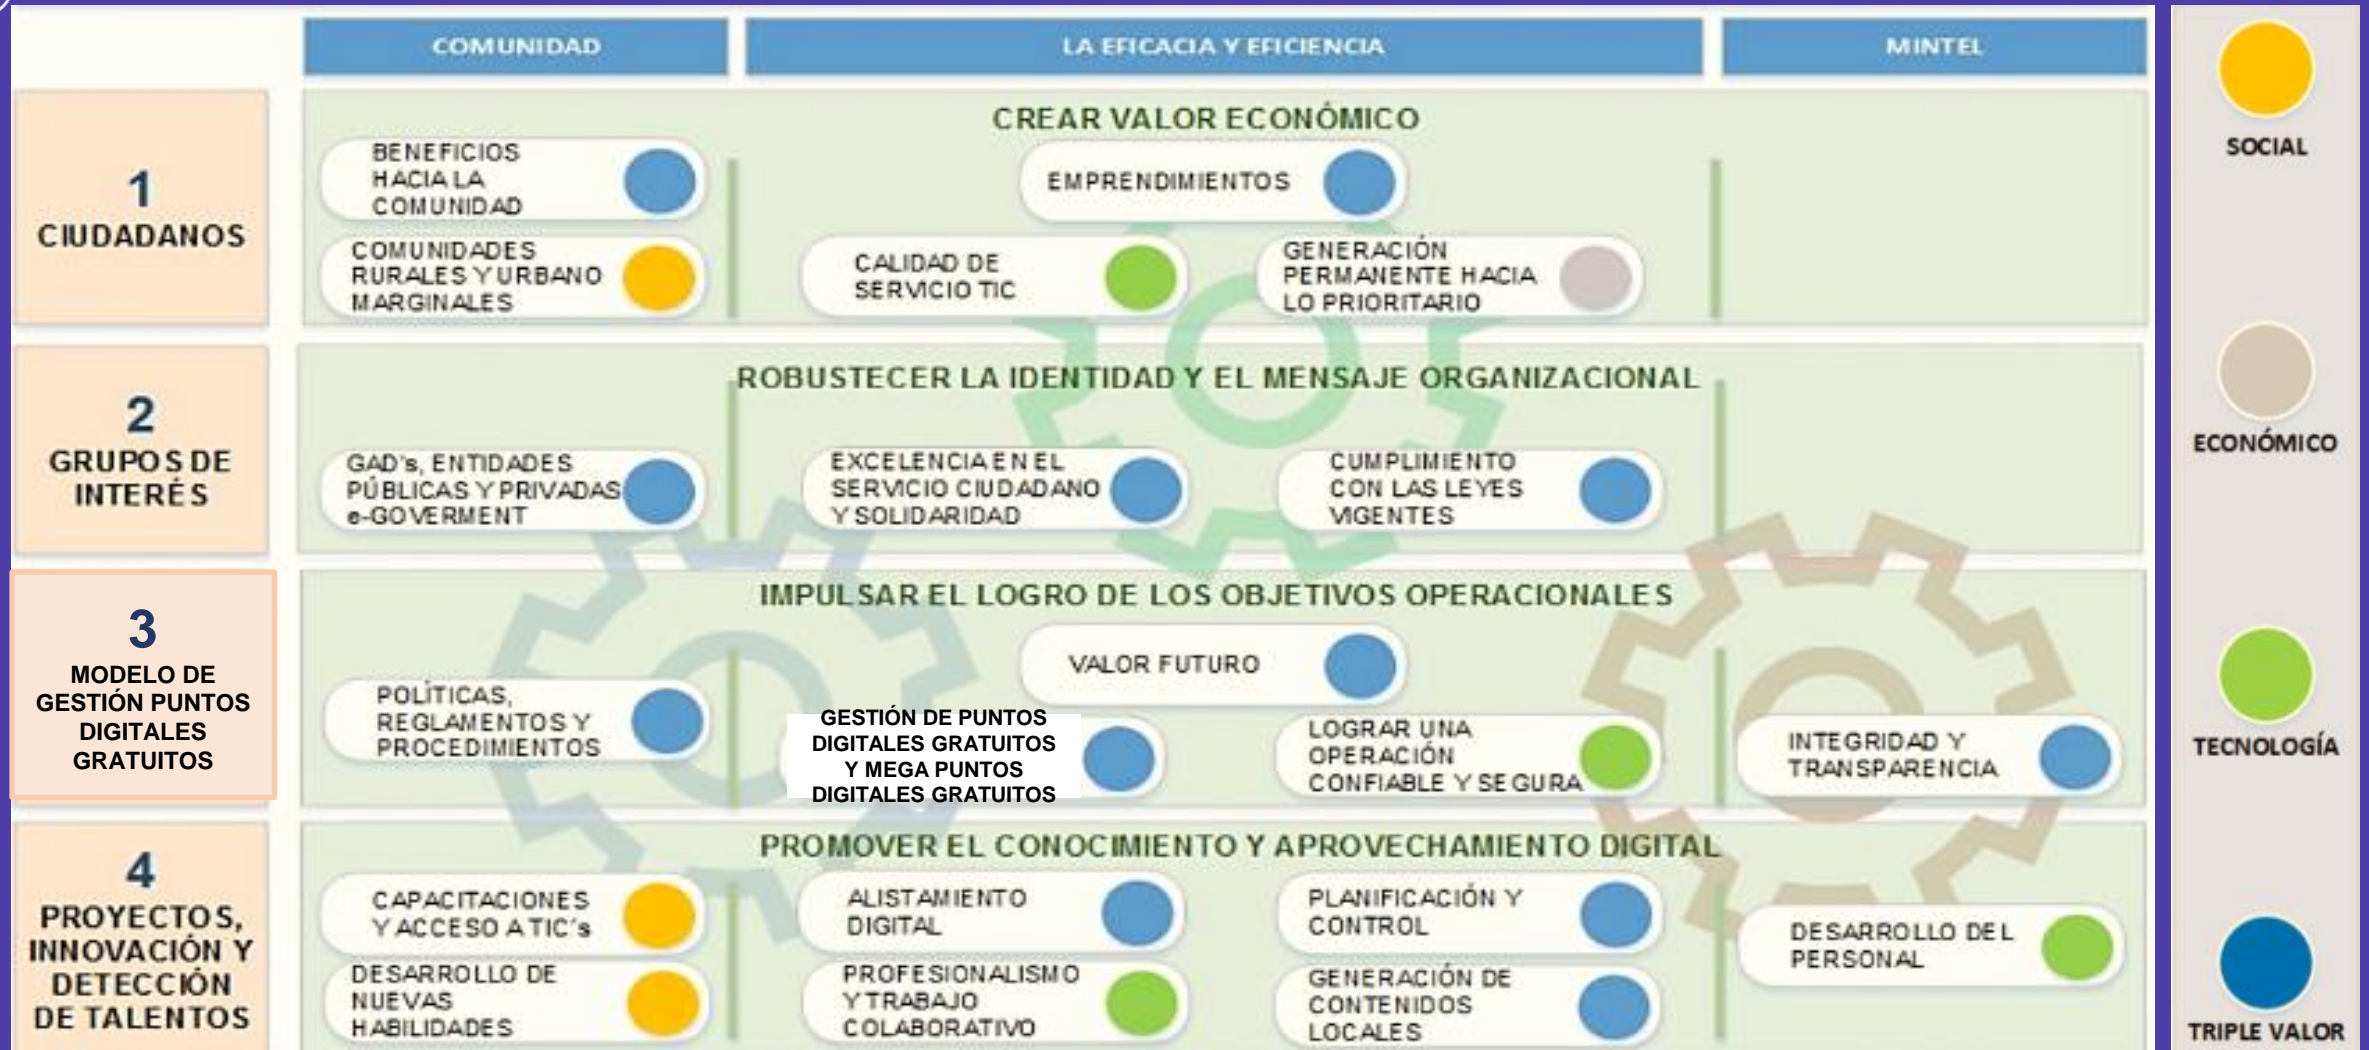 COMUNIDAD
LA EFICACIA Y EFICIENCIA
MINTEL
1
CIUDADANOS
CREAR VALOR ECONÓMICO
BENEFICIOS
HACIA LA
COMUNIDAD
EMPRENDIMIENTOS
COMUNIDADES
RURALES Y URBANO
MARGINALES
CALIDAD DE
SERVICIO TIC
GENERACIÓN
PERMANENTE HACIA
LO PRIORITARIO
2
GRUPOS DE
INTERÉS
ROBUSTECER LA IDENTIDAD Y EL MENSAJE ORGANIZACIONAL
GAD's, ENTIDADES
PÚBLICAS Y PRIVADAS
e-GOVERMENT
EXCELENCIA EN EL
SERVICIO CIUDADANO
Y SOLIDARIDAD
CUMPLIMIENTO
CON LAS LEYES
VIGENTES
3
MODELO DE
GESTIÓN PUNTOS
DIGITALES
GRATUITOS
IMPULSAR EL LOGRO DE LOS OBJETIVOS OPERACIONALES
VALOR FUTURO
POLÍTICAS,
REGLAMENTOS Y
PROCEDIMIENTOS
GESTIÓN DE PUNTOS
DIGITALES GRATUITOS
Y MEGA PUNTOS
DIGITALES GRATUITOS
LOGRAR UNA
OPERACIÓN
CONFIABLE Y SEGURA
INTEGRIDAD Y
TRANSPARENCIA
4
PROYECTOS,
INNOVACIÓN Y
DETECCIÓN
DE TALENTOS
PROMOVER EL CONOCIMIENTO Y APROVECHAMIENTO DIGITAL
CAPACITACIONES
Y ACCESO A TIC´s
ALISTAMIENTO
DIGITAL
PLANIFICACIÓN Y
CONTROL
DESARROLLO DEL
PERSONAL
DESARROLLO DE
NUEVAS
HABILIDADES
PROFESIONALISMO
Y TRABAJO
COLABORATIVO
GENERACIÓN DE
CONTENIDOS
LOCALES
SOCIAL
ECONÓMICO
TECNOLOGÍA
TRIPLE VALOR